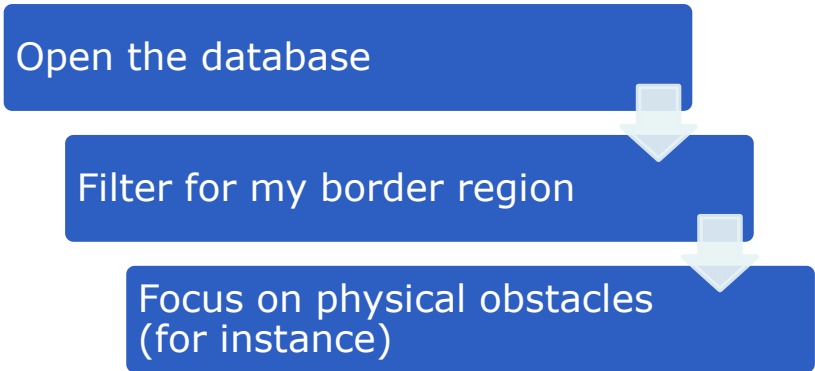 Open the database
Filter for my border region
Focus on physical obstacles
(for instance)